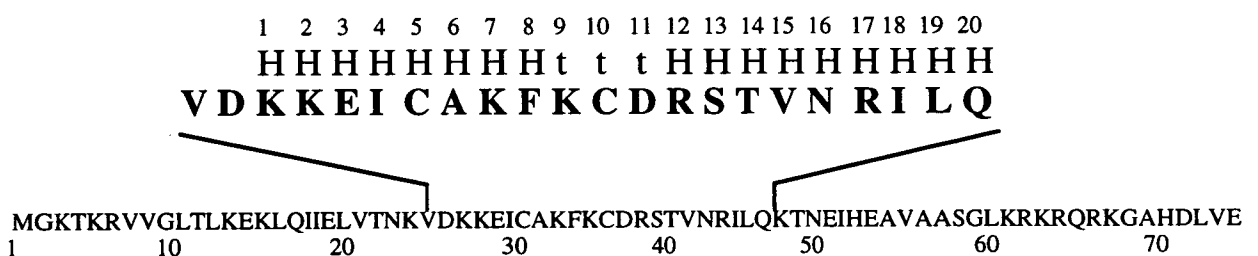 1 2 3 4 5 6 7 8 9 10 11 12 13 14 15 16 17 18 19 20
H H H H H H H H t t t H H H H H H H H H
V D K K E I C A K F K C D R S T V N R I L Q
MGKTKRVVGLTLKEKLQIIELVTNKVDKKEICAKFKCDRSTVNRILQKTNEIHEAVAASGLKRKRQRKGAHDLVE
1 10 20 30 40 50 60 70